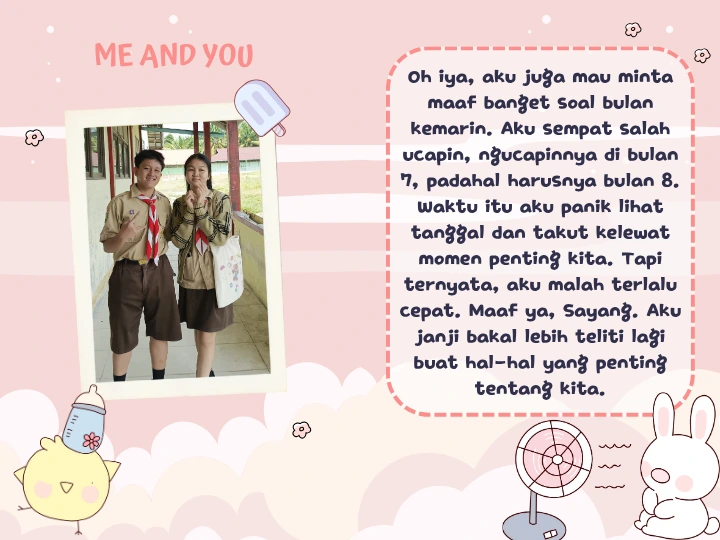 ME AND YOU
Oh iya, aku juga mau minta
maaf banget soal bulan
kemarin. Aku sempat salah
ucapin, ngucapinnya di bulan
7, padahal harusnya bulan 8.
Waktu itu aku panik lihat
tanggal dan takut kelewat
momen penting kita. Tapi
ternyata, aku malah terlalu
cepat. Maaf ya, Sayang. Aku
janji bakal lebih teliti lagi
buat hal-hal yang penting
tentang kita.